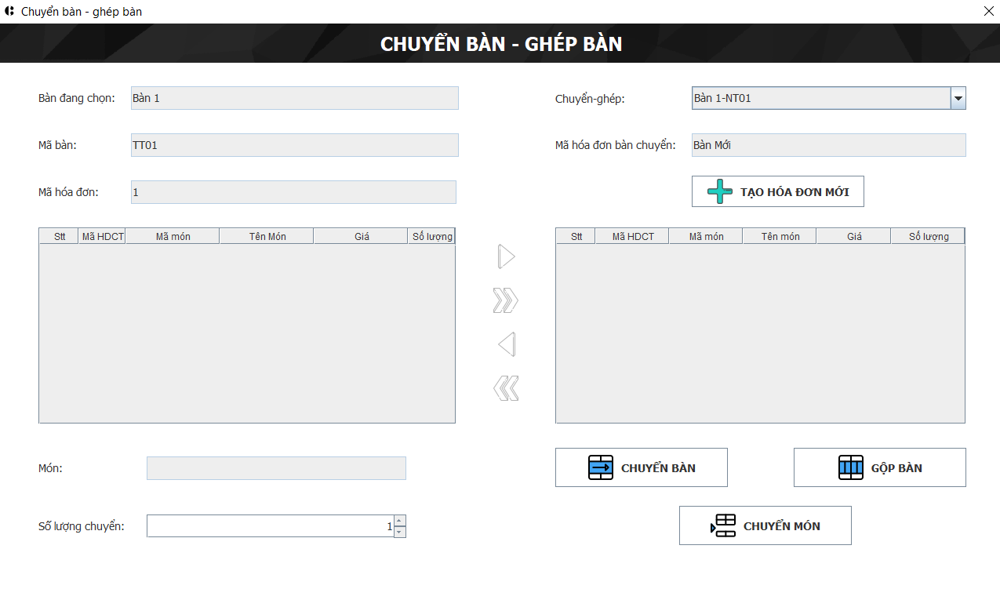 Chuyển bàn - ghép bàn
CHUYỂN BÀN - GHÉP BÀN
Bàn đang chọn: Bàn 1
Chuyển-ghép: Bàn 1-NT01
Mã bàn: TT01
Mã hóa đơn bàn chuyển: Bàn Mới
Mã hóa đơn: 1
TẠO HÓA ĐƠN MỚI
Stt Mã HDCT Mã món Tên Món Giá Số lượng
Stt Mã HDCT Mã món Tên món Giá Số lượng
Món:
CHUYỂN BÀN
GỘP BÀN
Số lượng chuyển: 1
CHUYỂN MÓN